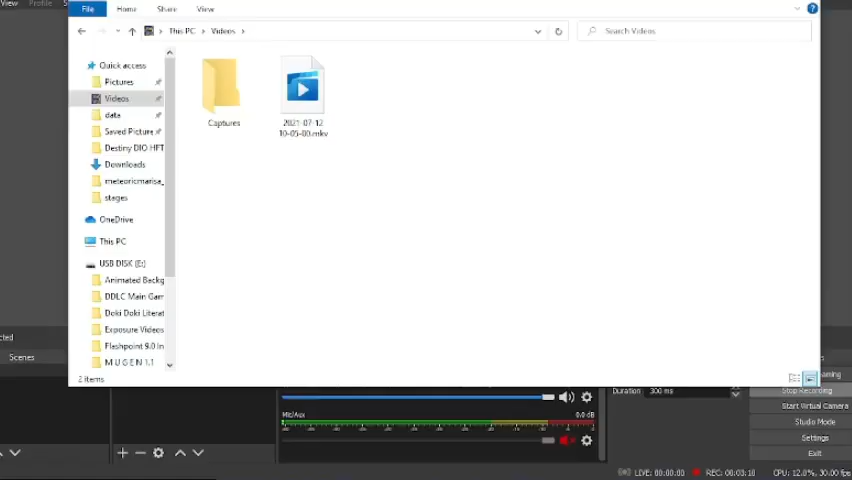 View Profile
File Home Share View
This PC > Videos >
Search Videos
Quick access
Pictures
Videos
data
Saved Picture
Destiny DIO HFT
Downloads
meteoricmarisa_
stages
OneDrive
This PC
USB DISK (E:)
Animated Backg
DDLC Main Gam
Doki Doki Literat
Exposure Videos
Flashpoint 9.0 In
M U G E N 1.1
Captures
2021-07-12
10-05-00.mkv
2 items
Scenes
Mic/Aux
0.0 dB
Duration 300 ms
Stop Recording
Start Virtual Camera
Studio Mode
Settings
Exit
LIVE: 00:00:00 REC: 00:03:10 CPU: 12.8%, 30.00 fps